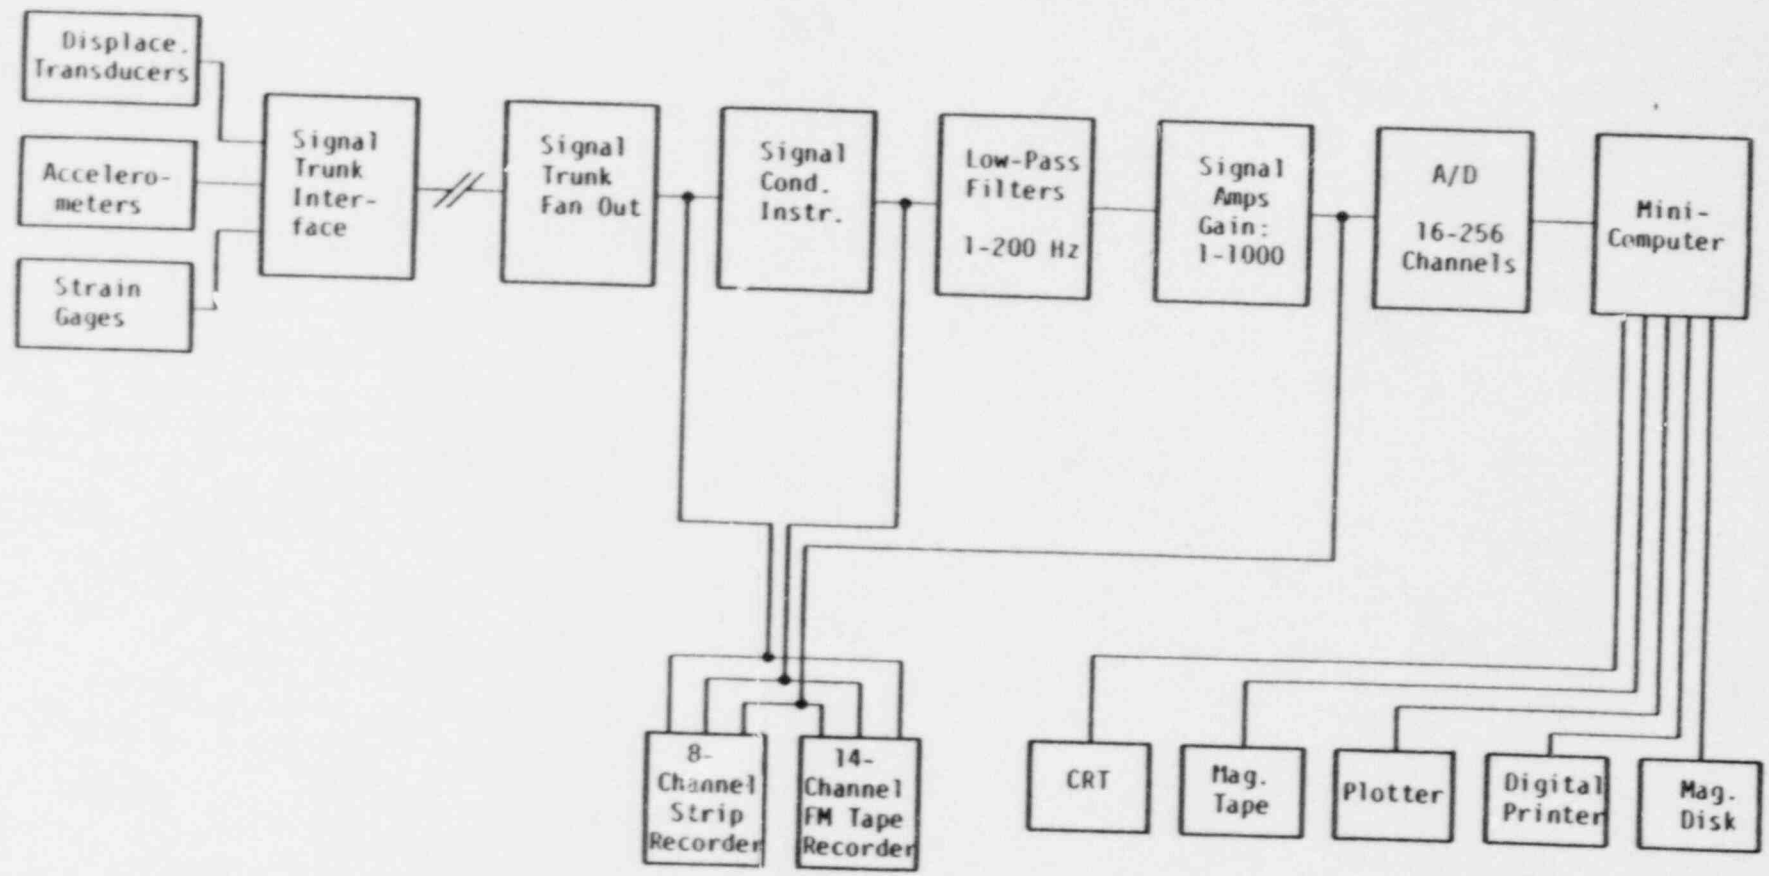 Displace.
Transducers
Accelero-
meters
Strain
Gages
Signal
Trunk
Inter-
face
Signal
Trunk
Fan Out
Signal
Cond.
Instr.
Low-Pass
Filters
1-200 Hz
Signal
Amps
Gain:
1-1000
A/D
16-256
Channels
Mini-
Computer
8-
Channel
Strip
Recorder
14-
Channel
FM Tape
Recorder
CRT
Mag.
Tape
Plotter
Digital
Printer
Mag.
Disk